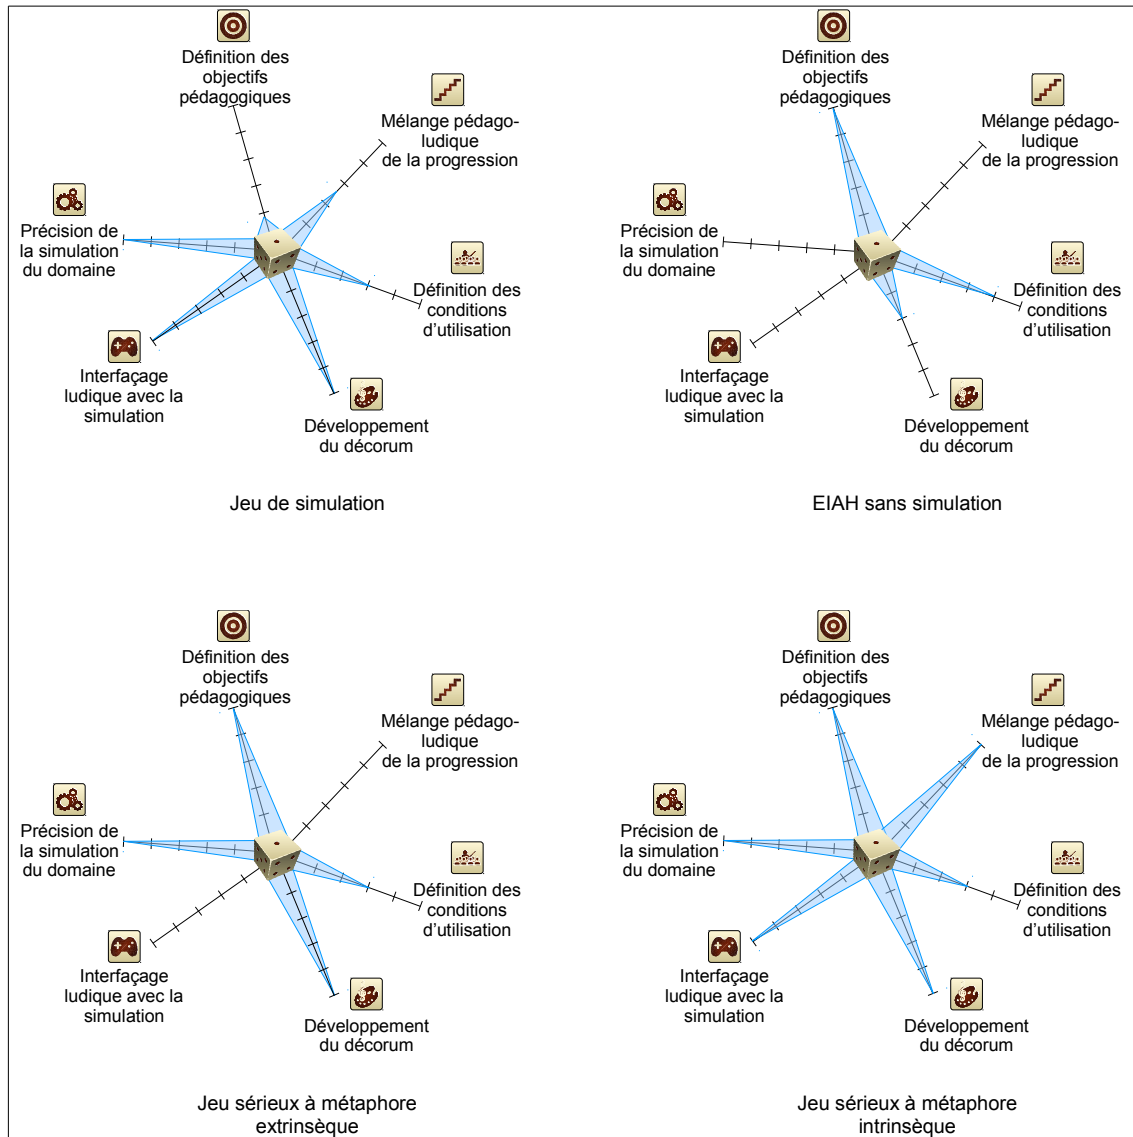 Définition des
objectifs
pédagogiques
Mélange pédago-
ludique
de la progression
Précision de
la simulation
du domaine
Définition des
conditions
d'utilisation
Interfaçage
ludique avec la
simulation
Développement
du décorum
Jeu de simulation
Définition des
objectifs
pédagogiques
Mélange pédago-
ludique
de la progression
Précision de
la simulation
du domaine
Définition des
conditions
d'utilisation
Interfaçage
ludique avec la
simulation
Développement
du décorum
EIAH sans simulation
Définition des
objectifs
pédagogiques
Mélange pédago-
ludique
de la progression
Précision de
la simulation
du domaine
Définition des
conditions
d'utilisation
Interfaçage
ludique avec la
simulation
Développement
du décorum
Jeu sérieux à métaphore
extrinsèque
Définition des
objectifs
pédagogiques
Mélange pédago-
ludique
de la progression
Précision de
la simulation
du domaine
Définition des
conditions
d'utilisation
Interfaçage
ludique avec la
simulation
Développement
du décorum
Jeu sérieux à métaphore
intrinsèque